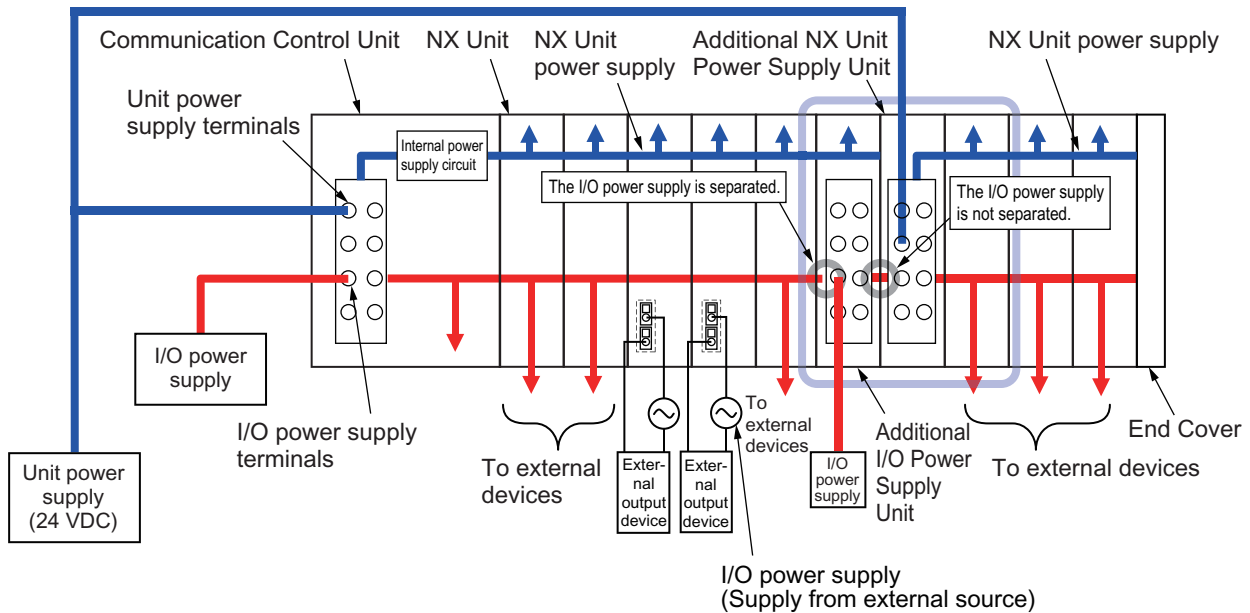 Communication Control Unit
NX Unit
NX Unit
power supply
Additional NX Unit
Power Supply Unit
NX Unit power supply
Unit power
supply terminals
Internal power
supply circuit
The I/O power supply is separated.
The I/O power supply
is not separated.
I/O power
supply
I/O power supply
terminals
Unit power
supply
(24 VDC)
To external
devices
Exter-
nal
output
device
Exter-
nal
output
device
To
external
devices
I/O
power
supply
Additional
I/O Power
Supply
Unit
To external devices
End Cover
I/O power supply
(Supply from external source)